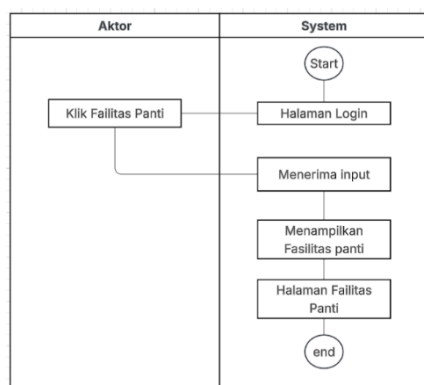 Aktor
System
Start
Klik Failitas Panti
Halaman Login
Menerima input
Menampilkan
Fasilitas panti
Halaman Failitas
Panti
end